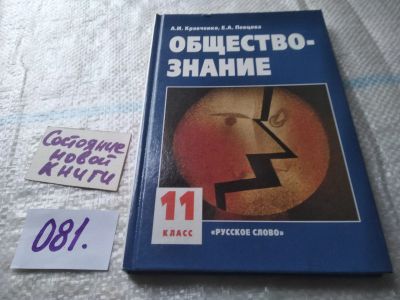 А.И. Кравченко, Е.А. Певцова
ОБЩЕСТВО-
ЗНАНИЕ
11
КЛАСС
«РУССКОЕ СЛОВО»
Состояние
новой
Книги
081.